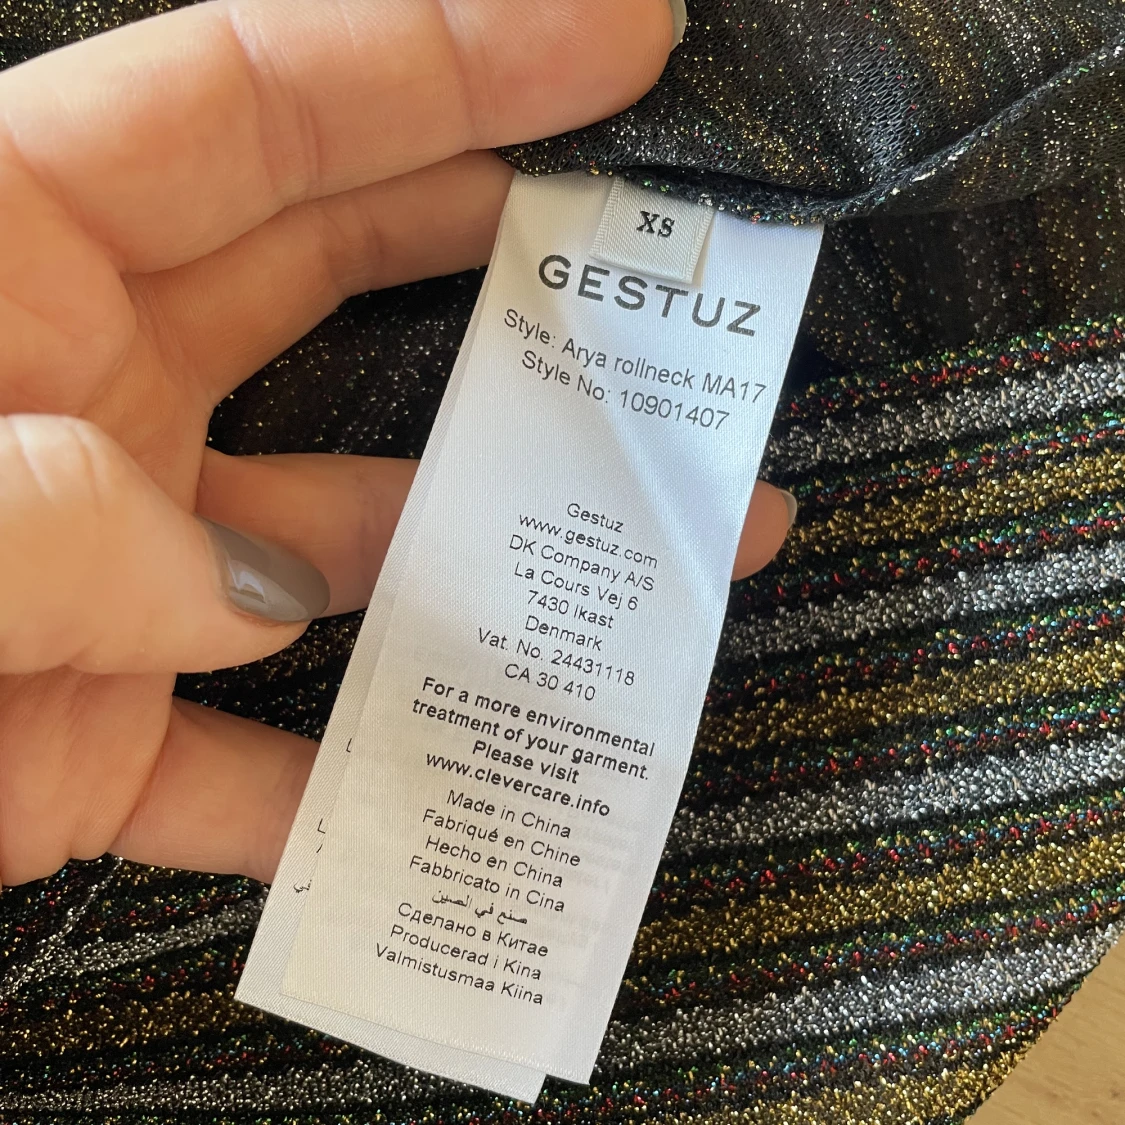 XS
GESTUZ
Style: Arya rollneck MA17
Style No: 10901407
Gestuz
www.gestuz.com
DK Company A/S
La Cours Vej 6
7430 Ikast
Denmark
Vat. No. 24431118
CA 30 410
For a more environmental
treatment of your garment.
Please visit
www.clevercare.info
Made in China
Fabriqué en Chine
Hecho en China
Fabbricato in Cina
صنع في الصين
Сделано в Китае
Producerad i Kina
Valmistusmaa Kiina